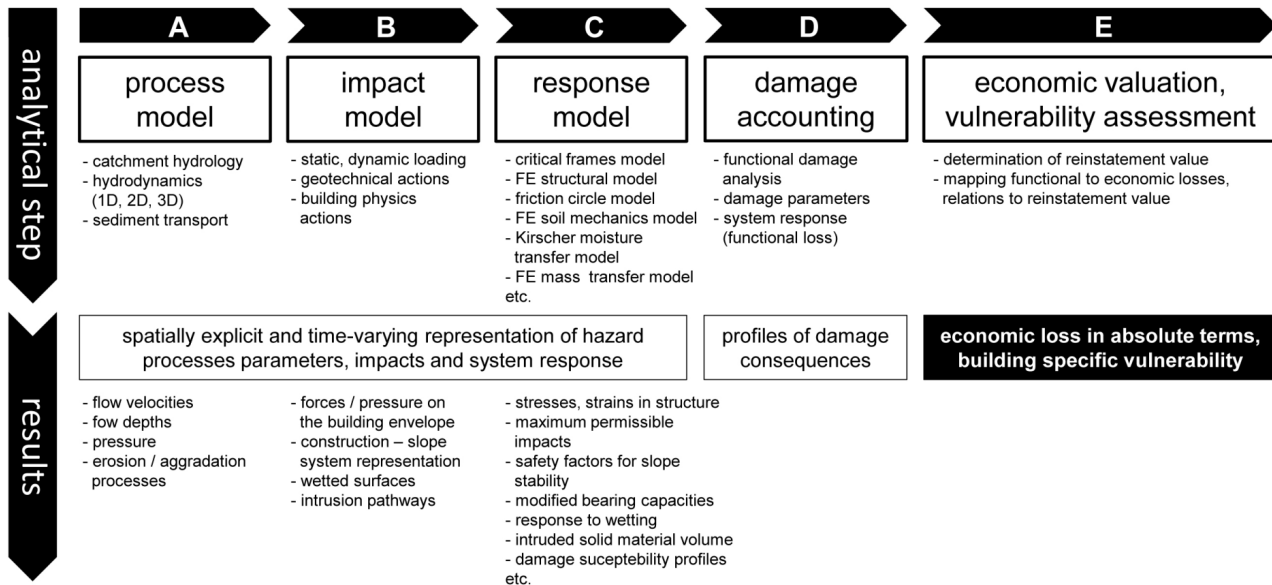 analytical step
A
B
C
D
E
process
model
impact
model
response
model
damage
accounting
economic valuation,
vulnerability assessment
- catchment hydrology
- hydrodynamics
(1D, 2D, 3D)
- sediment transport
- static, dynamic loading
- geotechnical actions
- building physics
actions
- critical frames model
- FE structural model
- friction circle model
- FE soil mechanics model
- Kirscher moisture
transfer model
- FE mass transfer model
etc.
- functional damage
analysis
- damage parameters
- system response
(functional loss)
- determination of reinstatement value
- mapping functional to economic losses,
relations to reinstatement value
results
spatially explicit and time-varying representation of hazard
processes parameters, impacts and system response
profiles of damage
consequences
economic loss in absolute terms,
building specific vulnerability
- flow velocities
- fow depths
- pressure
- erosion / aggradation
processes
- forces / pressure on
the building envelope
- construction – slope
system representation
- wetted surfaces
- intrusion pathways
- stresses, strains in structure
- maximum permissible
impacts
- safety factors for slope
stability
- modified bearing capacities
- response to wetting
- intruded solid material volume
- damage suceptebility profiles
etc.